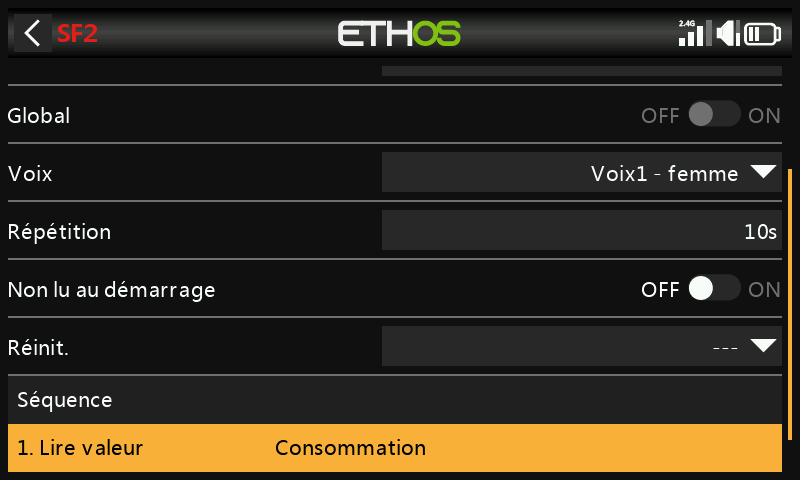 SF2 ETHOS 2.4G
Global OFF ON
Voix Voix1 - femme
Répétition 10s
Non lu au démarrage OFF ON
Réinit. ---
Séquence
1. Lire valeur Consommation